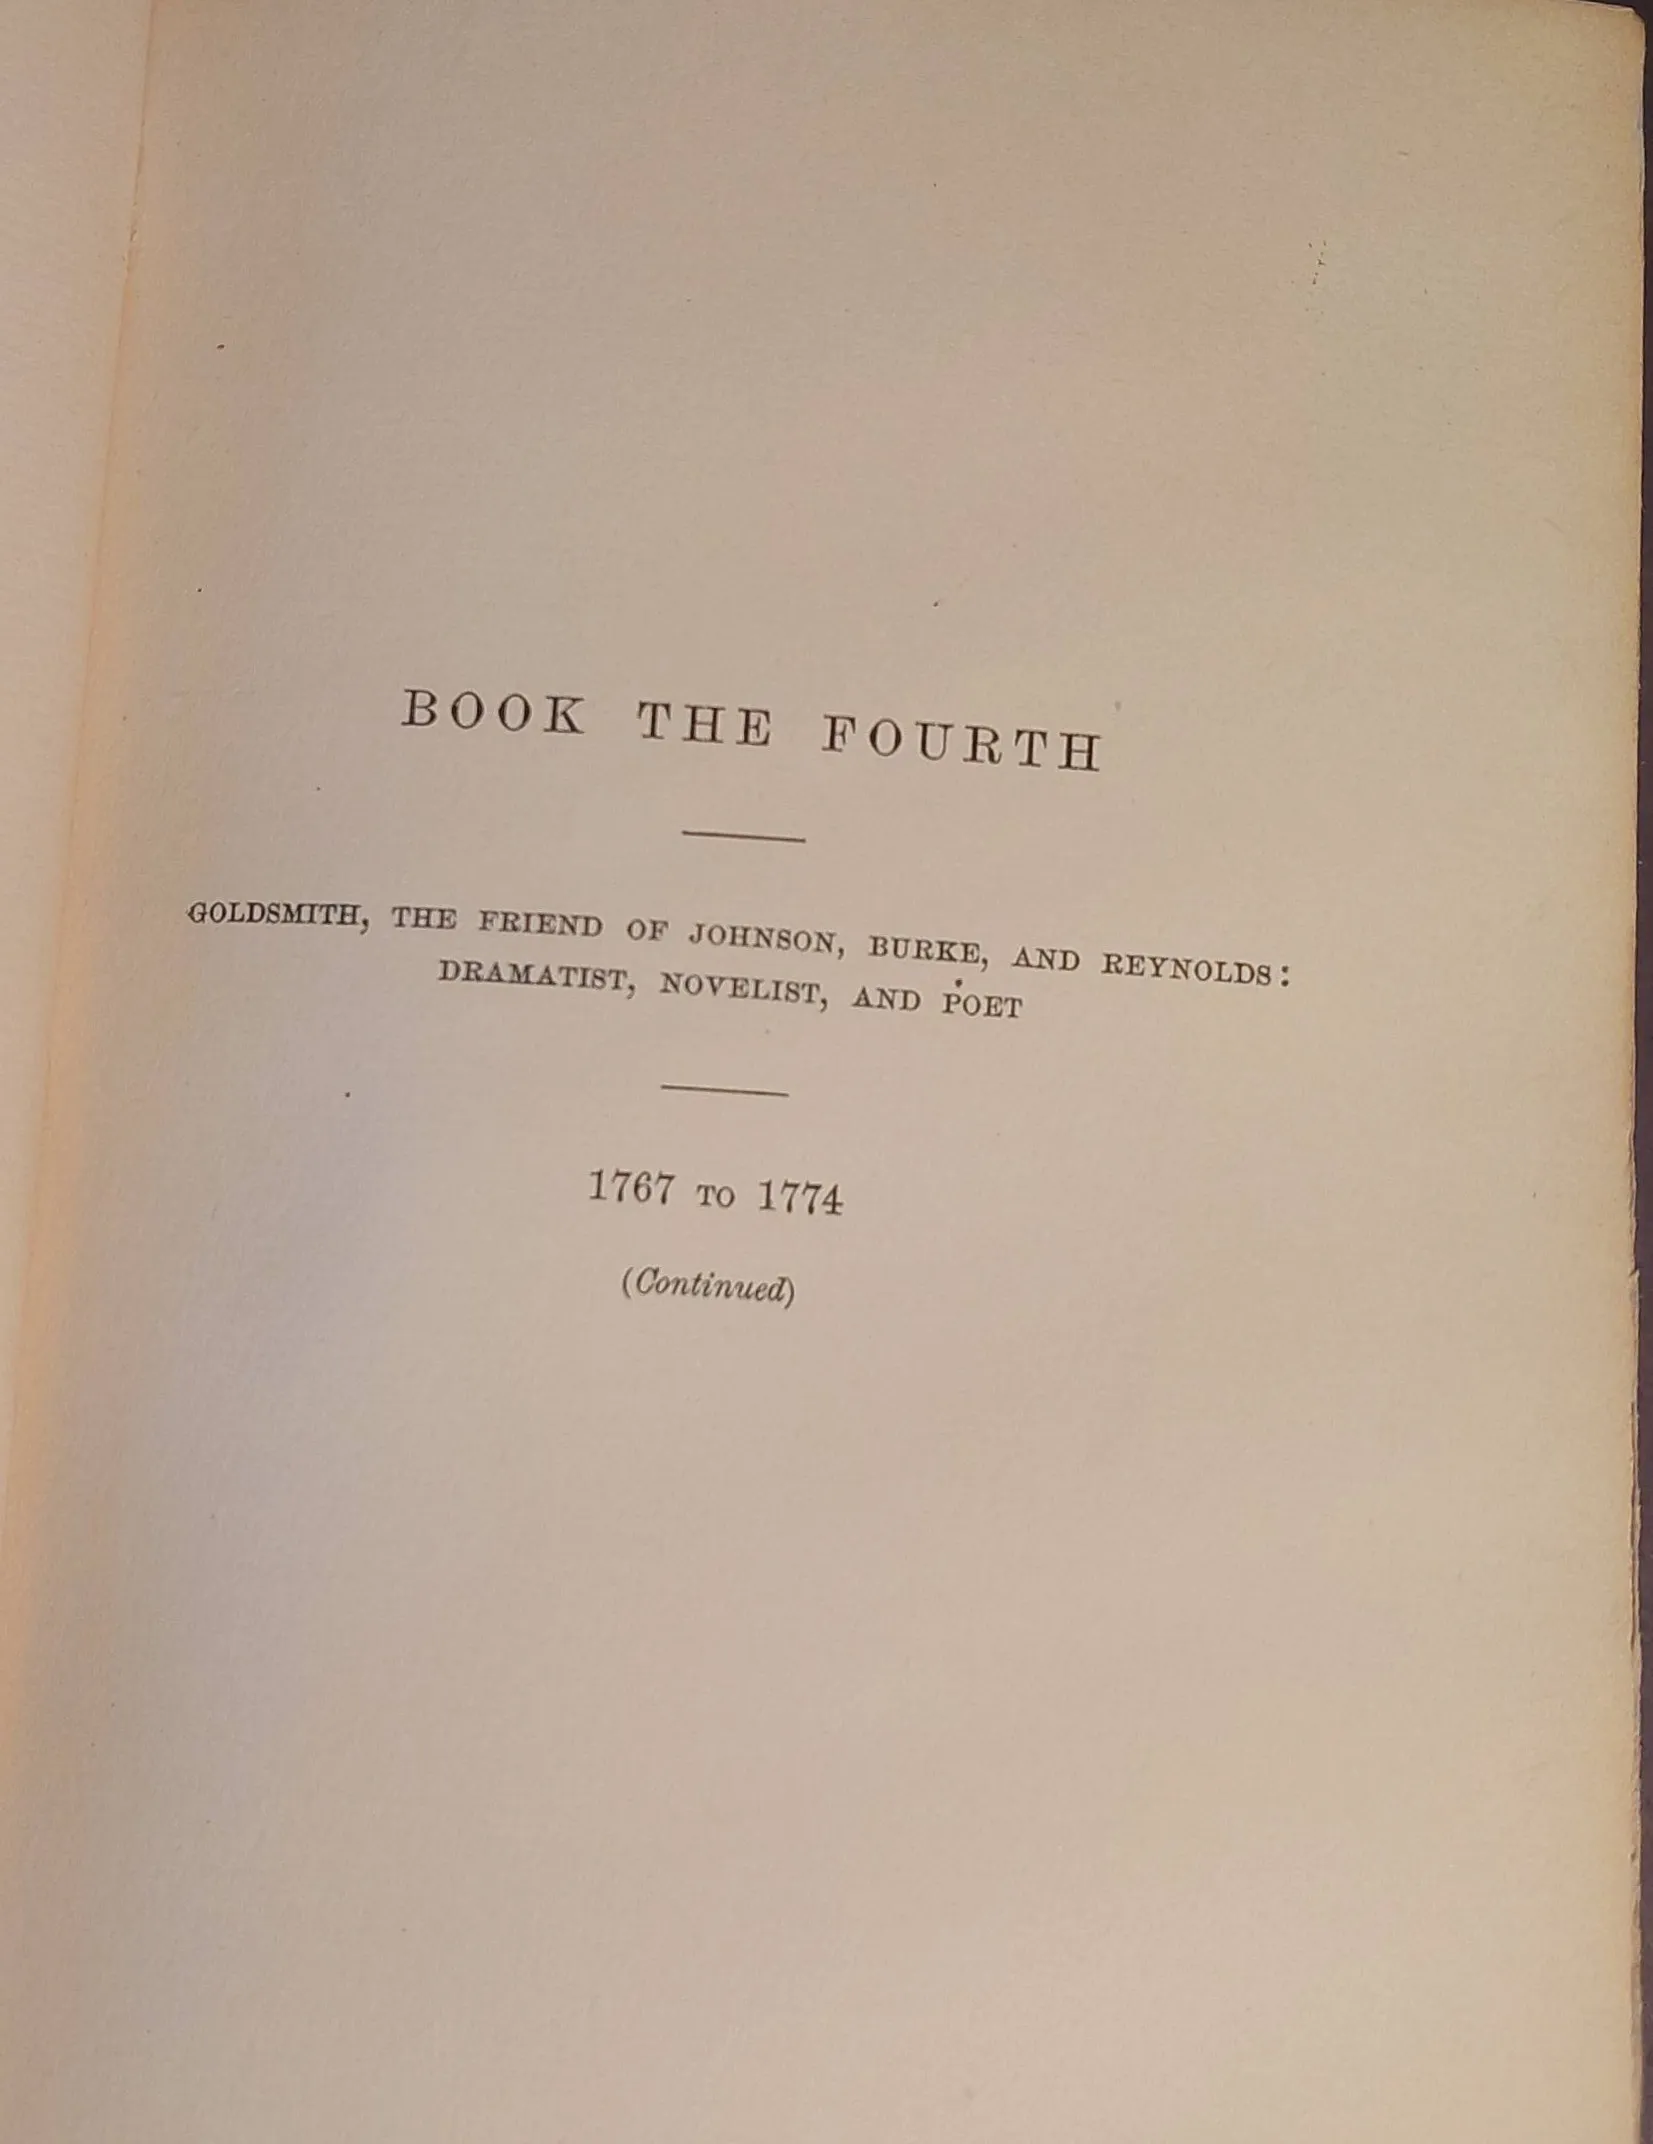 BOOK THE FOURTH
GOLDSMITH, THE FRIEND OF JOHNSON, BURKE, AND REYNOLDS:
DRAMATIST, NOVELIST, AND POET
1767 TO 1774
(Continued)